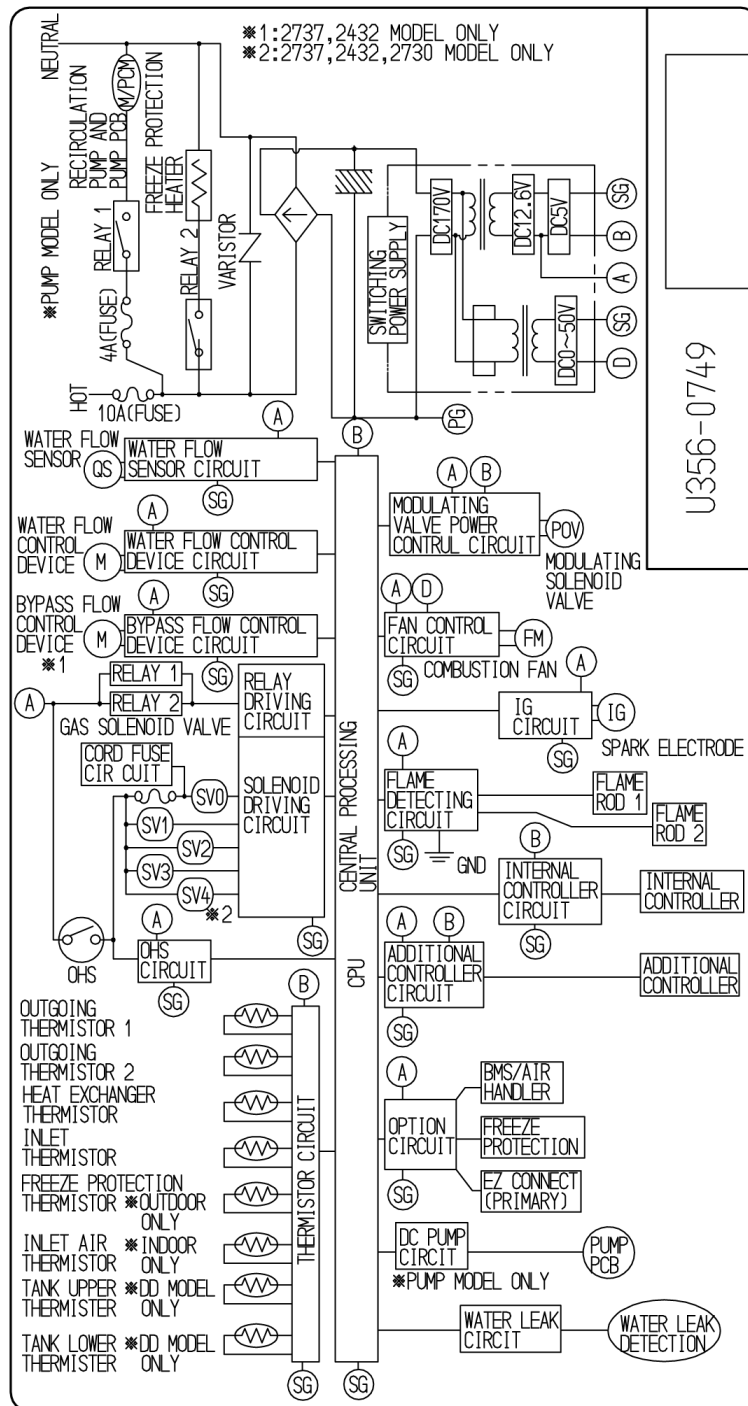 ※1:2737,2432 MODEL ONLY
※2:2737,2432,2730 MODEL ONLY
NEUTRAL
RECIRCULATION
PUMP AND
PUMP PCB
※PUMP MODEL ONLY
M/PCM
RELAY 1
4A(FUSE)
FREEZE PROTECTION
HEATER
RELAY 2
VARISTOR
HOT
10A(FUSE)
SWITCHING
POWER SUPPLY
DC170V
DC12.6V
DC5V
DC0~50V
SG
B
A
SG
D
PG
U356-0749
WATER FLOW
SENSOR
QS
A
WATER FLOW
SENSOR CIRCUIT
SG
WATER FLOW
CONTROL
DEVICE
M
A
WATER FLOW CONTROL
DEVICE CIRCUIT
SG
BYPASS FLOW
CONTROL
DEVICE
※1
M
A
BYPASS FLOW CONTROL
DEVICE CIRCUIT
SG
A
RELAY 1
RELAY 2
GAS SOLENOID VALVE
RELAY
DRIVING
CIRCUIT
CORD FUSE
CIR CUIT
SV0
SV1
SV2
SV3
SV4
※2
SOLENOID
DRIVING
CIRCUIT
SG
OHS
A
OHS
CIRCUIT
SG
B
CENTRAL PROCESSING
UNIT
CPU
SG
A
B
MODULATING
VALVE POWER
CONTRUL CIRCUIT
POV
MODULATING
SOLENOID
VALVE
A
D
FAN CONTROL
CIRCUIT
FM
SG
COMBUSTION FAN
A
IG
CIRCUIT
IG
SG
SPARK ELECTRODE
A
FLAME
DETECTING
CIRCUIT
SG
GND
FLAME
ROD 1
FLAME
ROD 2
B
INTERNAL
CONTROLLER
CIRCUIT
SG
INTERNAL
CONTROLLER
A
B
ADDITIONAL
CONTROLLER
CIRCUIT
SG
ADDITIONAL
CONTROLLER
A
OPTION
CIRCUIT
SG
BMS/AIR
HANDLER
FREEZE
PROTECTION
EZ CONNECT
(PRIMARY)
DC PUMP
CIRCIT
※PUMP MODEL ONLY
PUMP
PCB
WATER LEAK
CIRCIT
WATER LEAK
DETECTION
B
THERMISTOR CIRCUIT
SG
OUTGOING
THERMISTOR 1
OUTGOING
THERMISTOR 2
HEAT EXCHANGER
THERMISTOR
INLET
THERMISTOR
FREEZE PROTECTION
THERMISTOR ※OUTDOOR
ONLY
INLET AIR ※INDOOR
THERMISTOR ONLY
TANK UPPER ※DD MODEL
THERMISTER ONLY
TANK LOWER ※DD MODEL
THERMISTER ONLY